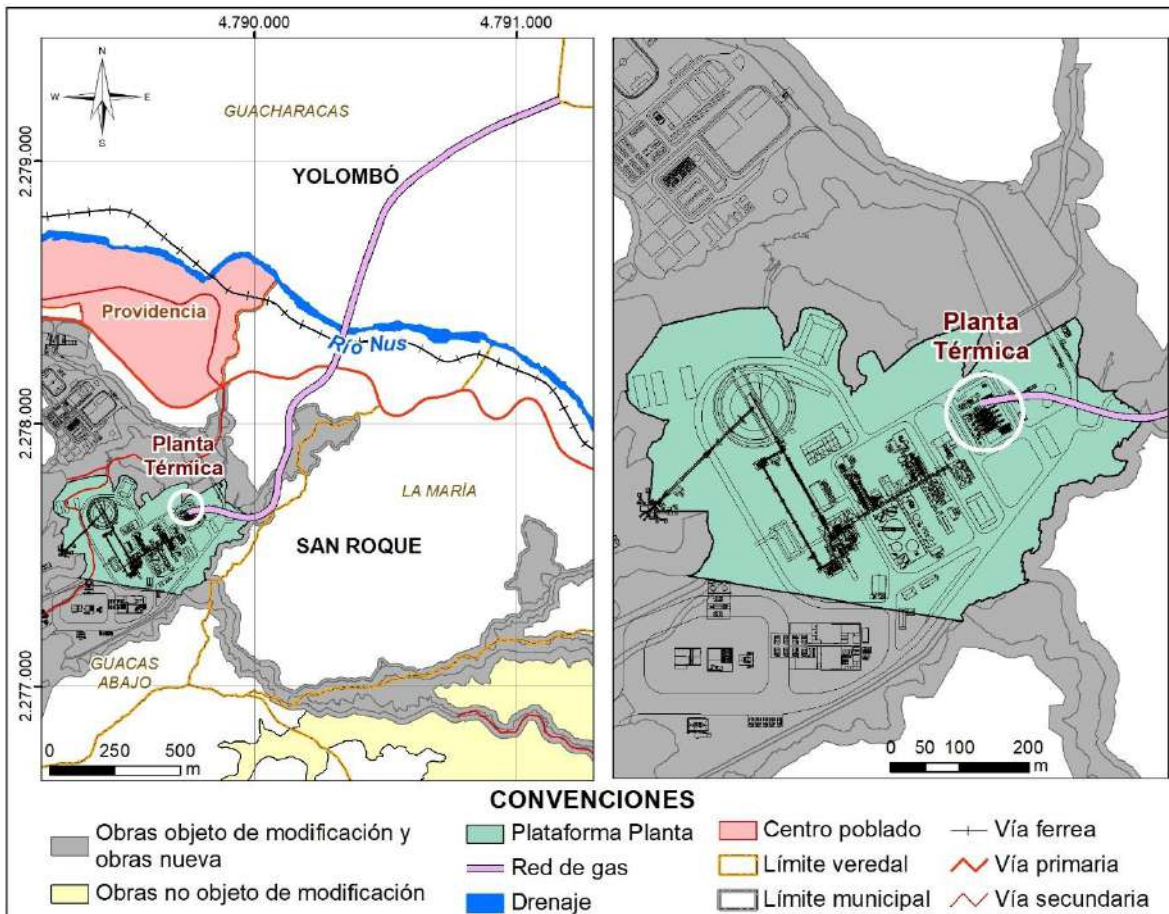 4.790.000
4.791.000
N
W
E
S
2.279.000
2.278.000
2.277.000
GUACHARACAS
YOLOMBÓ
Providencia
Río Nus
Planta
Térmica
LA MARÍA
SAN ROQUE
GUACAS
ABAJO
0 250 500
m
Planta
Térmica
0 50 100 200
m
CONVENCIONES
Obras objeto de modificación y
obras nueva
Obras no objeto de modificación
Plataforma Planta
Red de gas
Drenaje
Centro poblado
Límite veredal
Límite municipal
Vía ferrea
Vía primaria
Vía secundaria